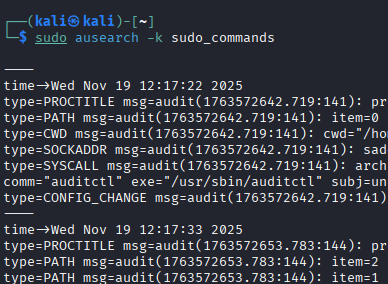 ┌──(kali㉿kali)-[~]
└─$ sudo ausearch -k sudo_commands
----
time->Wed Nov 19 12:17:22 2025
type=PROCTITLE msg=audit(1763572642.719:141): pr
type=PATH msg=audit(1763572642.719:141): item=0
type=CWD msg=audit(1763572642.719:141): cwd="/ho
type=SOCKADDR msg=audit(1763572642.719:141): sad
type=SYSCALL msg=audit(1763572642.719:141): arch
comm="auditctl" exe="/usr/sbin/auditctl" subj=un
type=CONFIG_CHANGE msg=audit(1763572642.719:141)
----
time->Wed Nov 19 12:17:33 2025
type=PROCTITLE msg=audit(1763572653.783:144): pr
type=PATH msg=audit(1763572653.783:144): item=2
type=PATH msg=audit(1763572653.783:144): item=1